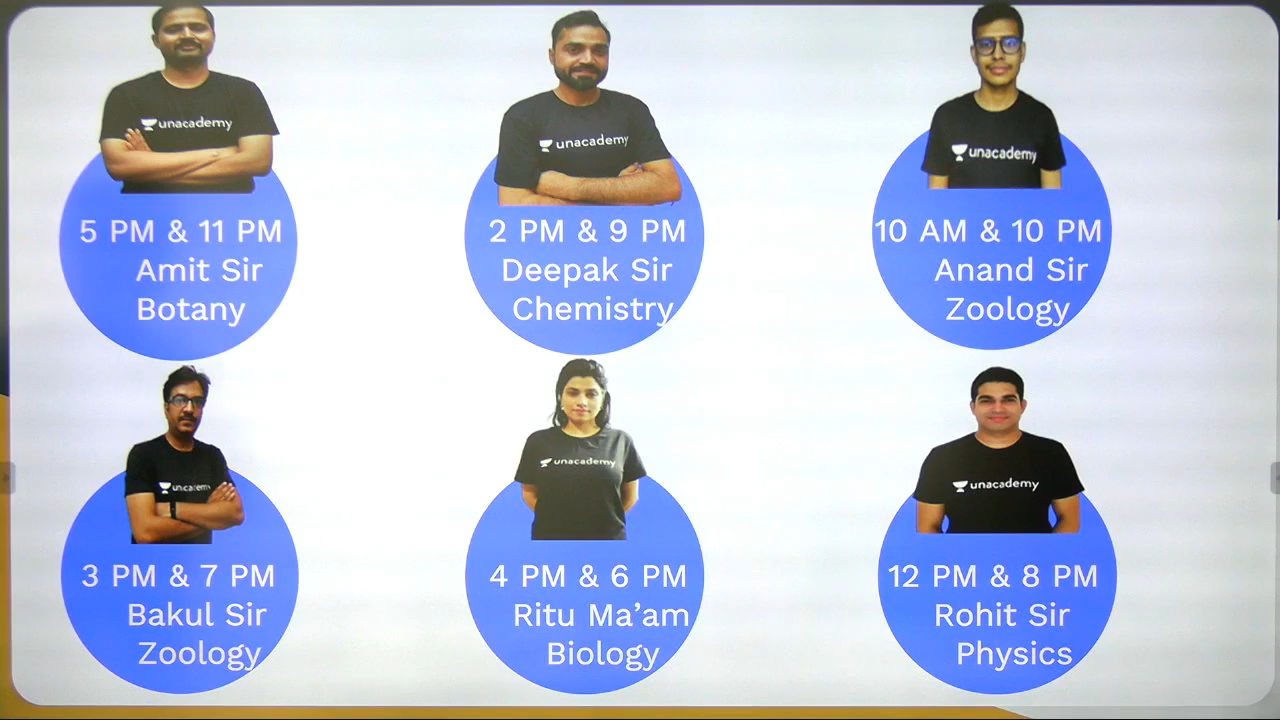 unacademy
5 PM & 11 PM
Amit Sir
Botany
unacademy
2 PM & 9 PM
Deepak Sir
Chemistry
unacademy
10 AM & 10 PM
Anand Sir
Zoology
unacademy
3 PM & 7 PM
Bakul Sir
Zoology
unacademy
4 PM & 6 PM
Ritu Ma’am
Biology
unacademy
12 PM & 8 PM
Rohit Sir
Physics